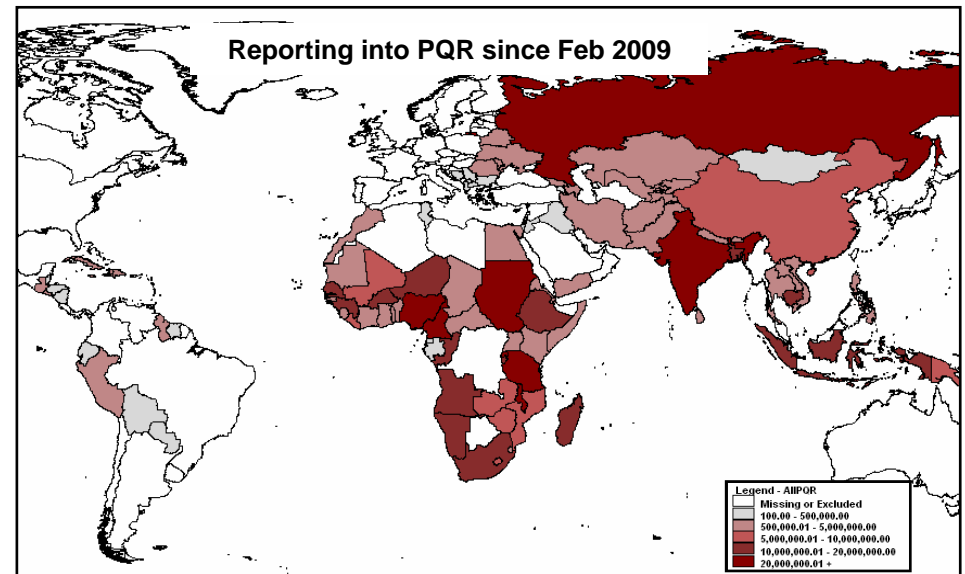 Reporting into PQR since Feb 2009
Legend - AllPQR
Missing or Excluded
100.00 - 500,000.00
500,000.01 - 5,000,000.00
5,000,000.01 - 10,000,000.00
10,000,000.01 - 20,000,000.00
20,000,000.01 +